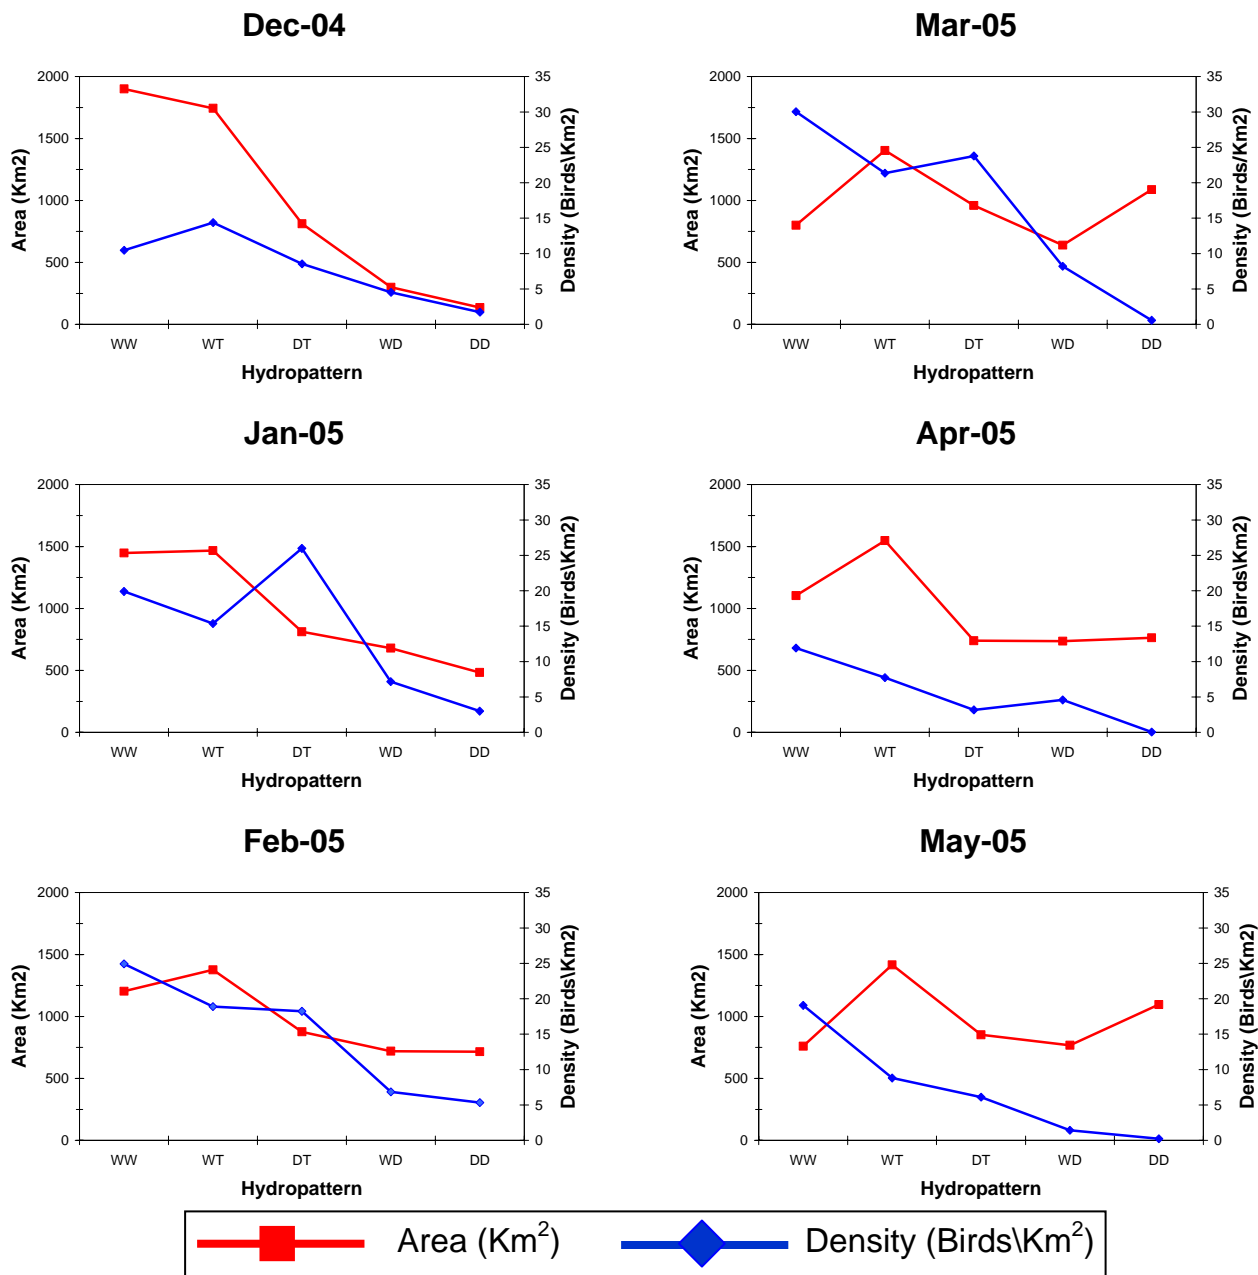 Dec-04
2000
1500
1000
500
0
Area (Km2)
35
30
25
20
15
10
5
0
Density (Birds\Km2)
WW WT DT WD DD
Hydropattern
Mar-05
2000
1500
1000
500
0
Area (Km2)
35
30
25
20
15
10
5
0
Density (Birds/Km2)
WW WT DT WD DD
Hydropattern
Jan-05
2000
1500
1000
500
0
Area (Km2)
35
30
25
20
15
10
5
0
Density (Birds\Km2)
WW WT DT WD DD
Hydropattern
Apr-05
2000
1500
1000
500
0
Area (Km2)
35
30
25
20
15
10
5
0
Density (Birds\Km2)
WW WT DT WD DD
Hydropattern
Feb-05
2000
1500
1000
500
0
Area (Km2)
35
30
25
20
15
10
5
0
Density (Birds\Km2)
WW WT DT WD DD
Hydropattern
May-05
2000
1500
1000
500
0
Area (Km2)
35
30
25
20
15
10
5
0
Density (Birds\Km2)
WW WT DT WD DD
Hydropattern
Area (Km²) Density (Birds\Km²)